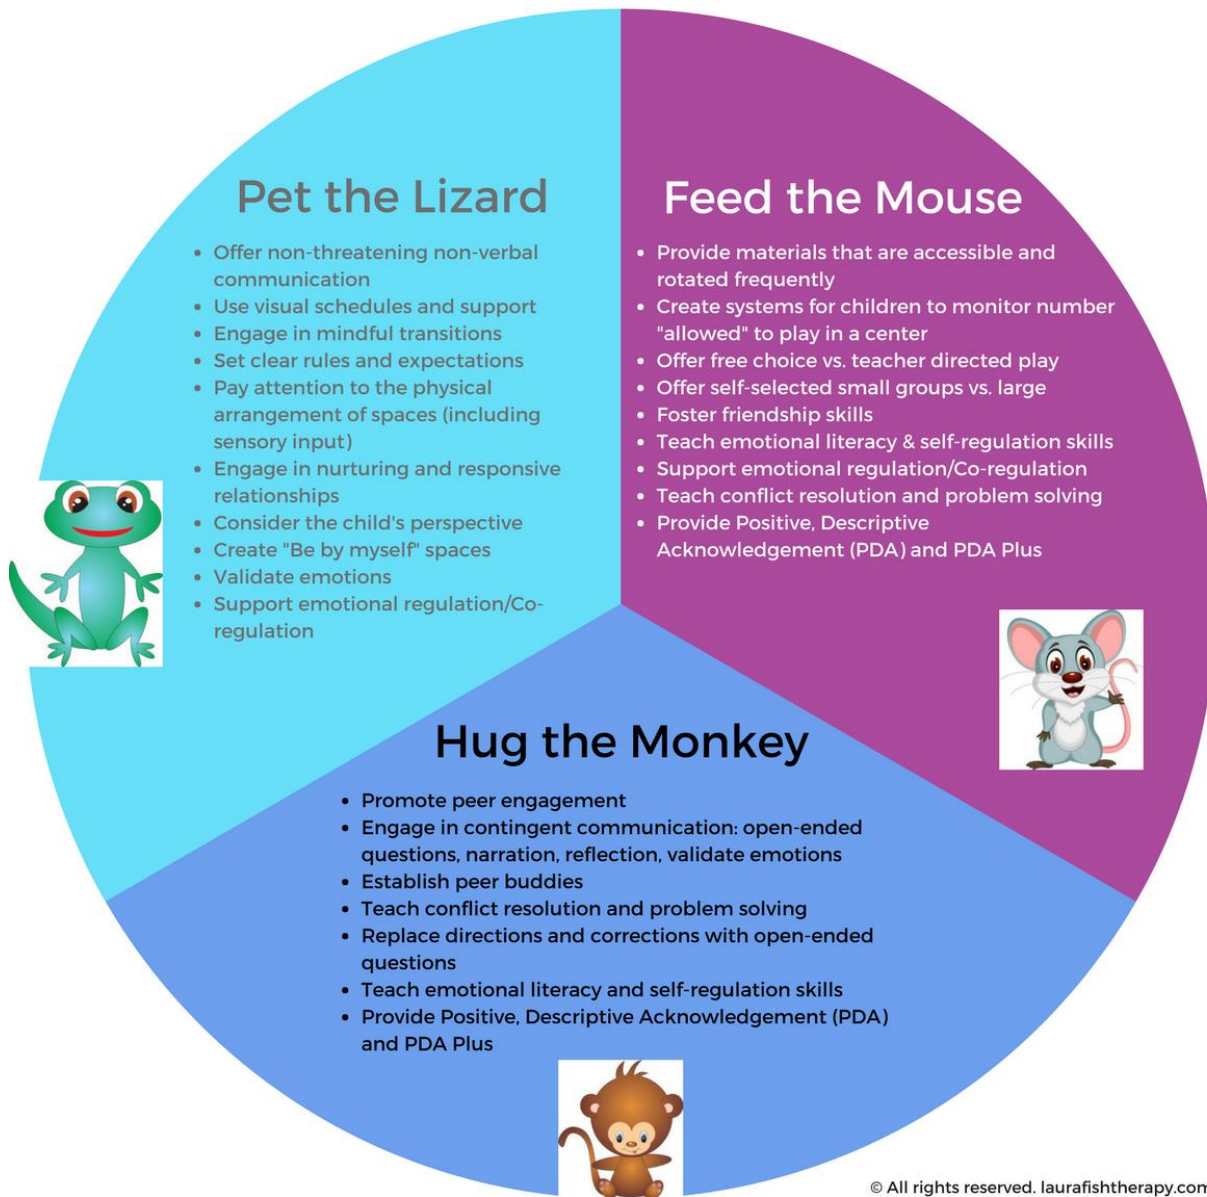 Pet the Lizard
• Offer non-threatening non-verbal
communication
• Use visual schedules and support
• Engage in mindful transitions
• Set clear rules and expectations
• Pay attention to the physical
arrangement of spaces (including
sensory input)
• Engage in nurturing and responsive
relationships
• Consider the child's perspective
• Create "Be by myself" spaces
• Validate emotions
• Support emotional regulation/Co-
regulation
Feed the Mouse
• Provide materials that are accessible and
rotated frequently
• Create systems for children to monitor number
"allowed" to play in a center
• Offer free choice vs. teacher directed play
• Offer self-selected small groups vs. large
• Foster friendship skills
• Teach emotional literacy & self-regulation skills
• Support emotional regulation/Co-regulation
• Teach conflict resolution and problem solving
• Provide Positive, Descriptive
Acknowledgement (PDA) and PDA Plus
Hug the Monkey
• Promote peer engagement
• Engage in contingent communication: open-ended
questions, narration, reflection, validate emotions
• Establish peer buddies
• Teach conflict resolution and problem solving
• Replace directions and corrections with open-ended
questions
• Teach emotional literacy and self-regulation skills
• Provide Positive, Descriptive Acknowledgement (PDA)
and PDA Plus
© All rights reserved. laurafishtherapy.com